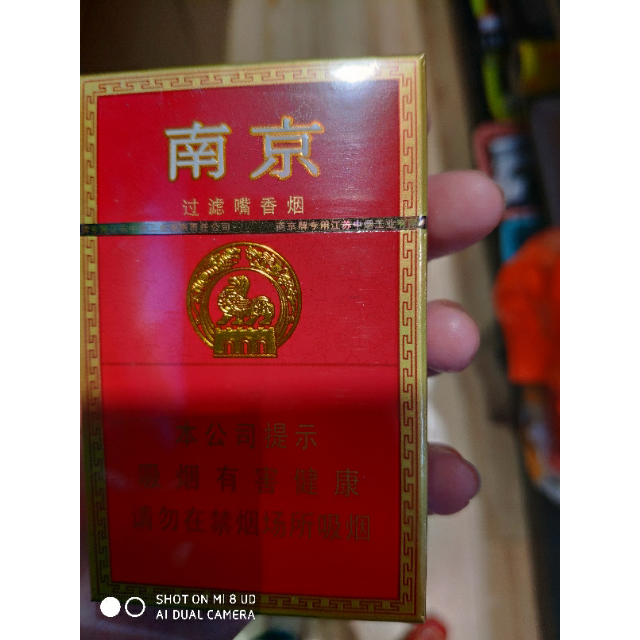 南京
过滤嘴香烟
本公司提示
吸烟有害健康
请勿在禁烟场所吸烟
SHOT ON MI 8 UD
AI DUAL CAMERA